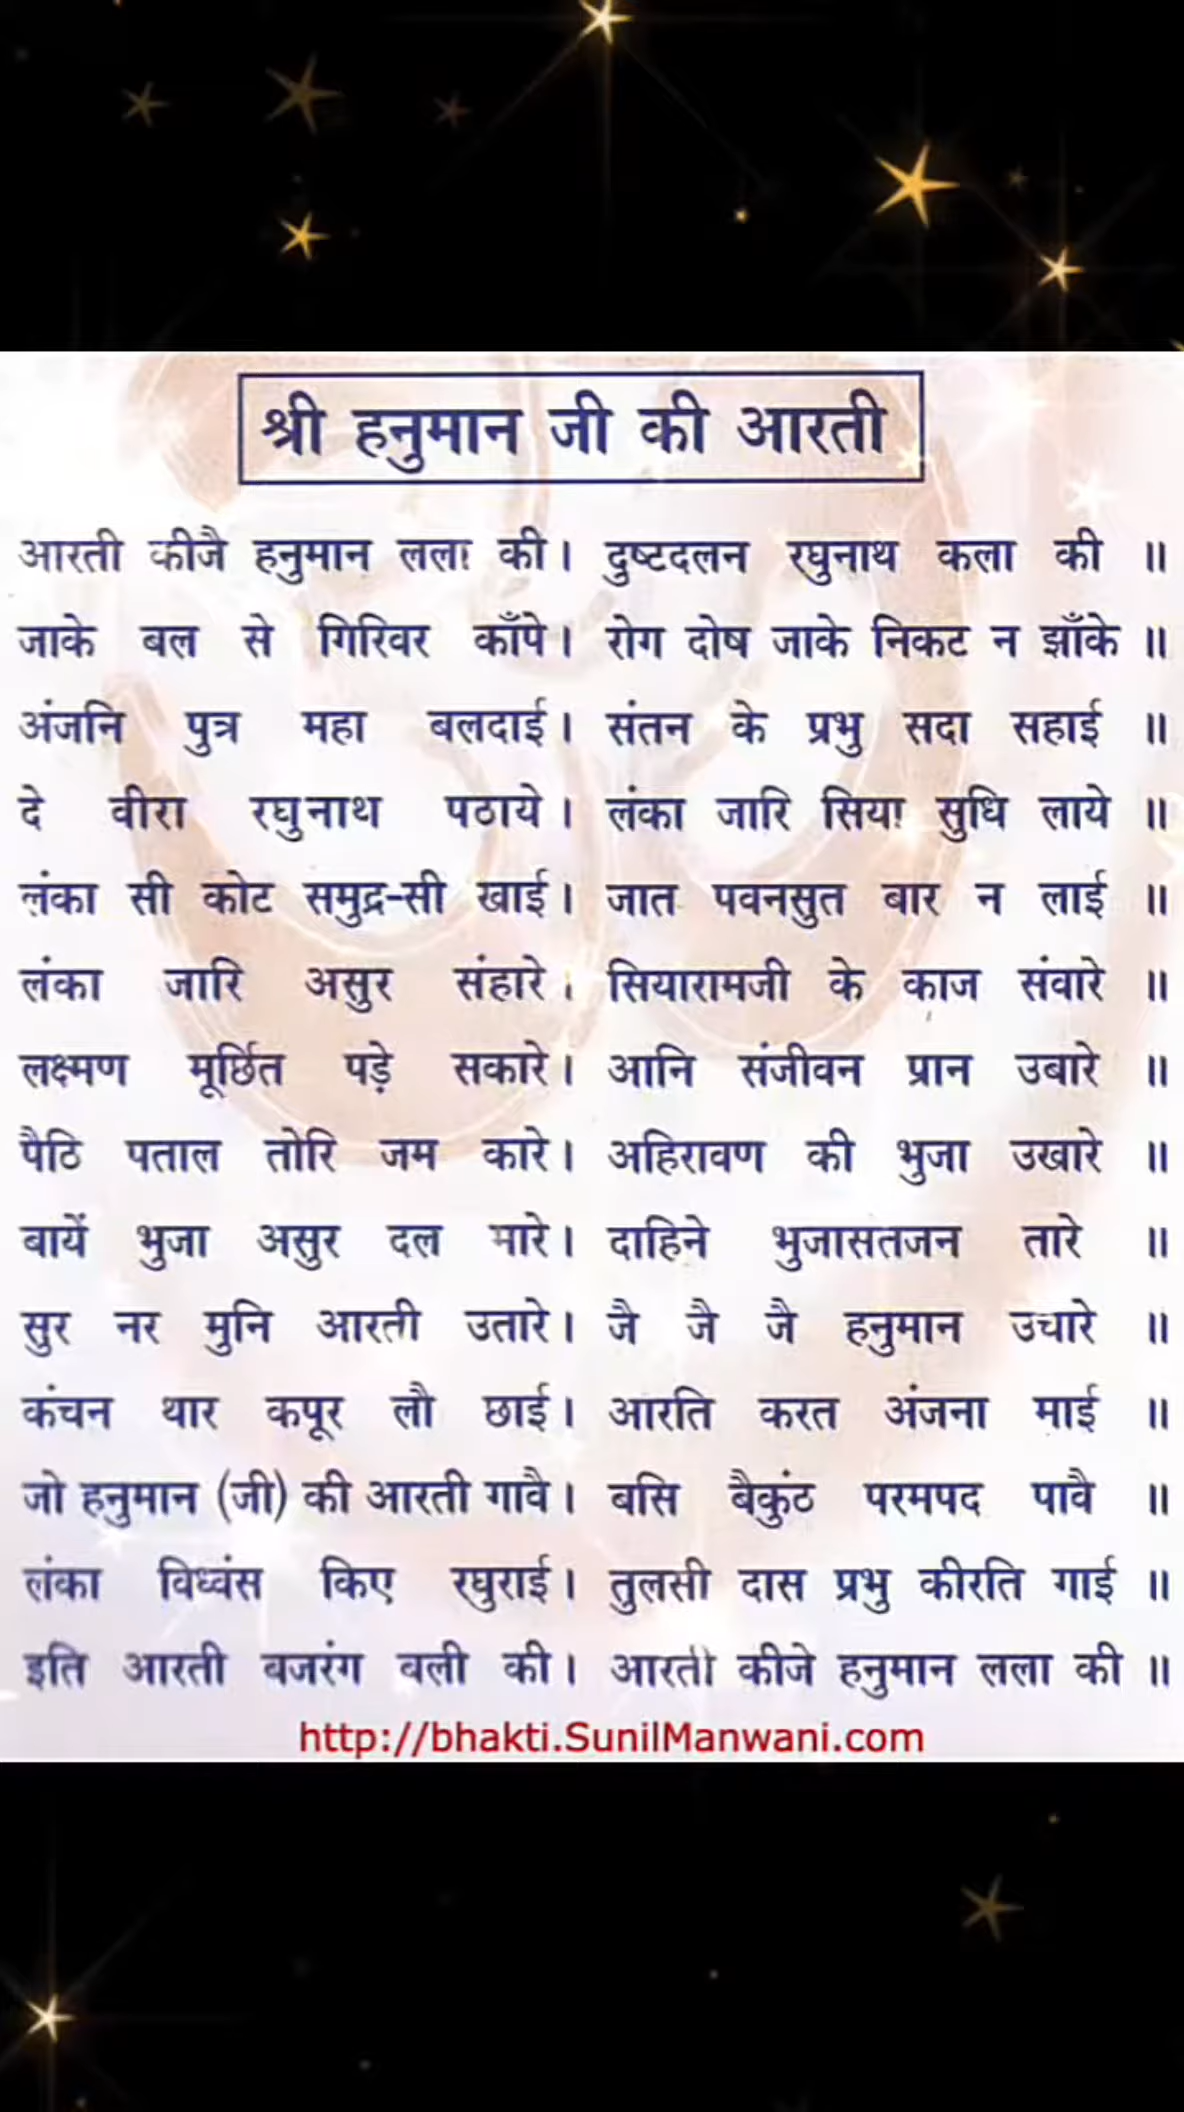 श्री हनुमान जी की आरती
आरती कीजै हनुमान लला की। दुष्टदलन रघुनाथ कला की ॥
जाके बल से गिरिवर काँपे। रोग दोष जाके निकट न झाँके ॥
अंजनि पुत्र महा बलदाई। संतन के प्रभु सदा सहाई ॥
दे वीरा रघुनाथ पठाये। लंका जारि सिया सुधि लाये ॥
लंका सी कोट समुद्र-सी खाई। जात पवनसुत बार न लाई ॥
लंका जारि असुर संहारे। सियारामजी के काज संवारे ॥
लक्ष्मण मूर्छित पड़े सकारे। आनि संजीवन प्रान उबारे ॥
पैठि पताल तोरि जम कारे। अहिरावण की भुजा उखारे ॥
बायें भुजा असुर दल मारे। दाहिने भुजासतजन तारे ॥
सुर नर मुनि आरती उतारे। जै जै जै हनुमान उचारे ॥
कंचन थार कपूर लौ छाई। आरति करत अंजना माई ॥
जो हनुमान (जी) की आरती गावै। बसि बैकुंठ परमपद पावै ॥
लंका विध्वंस किए रघुराई। तुलसी दास प्रभु कीरति गाई ॥
इति आरती बजरंग बली की। आरती कीजे हनुमान लला की ॥
http://bhakti.SunilManwani.com